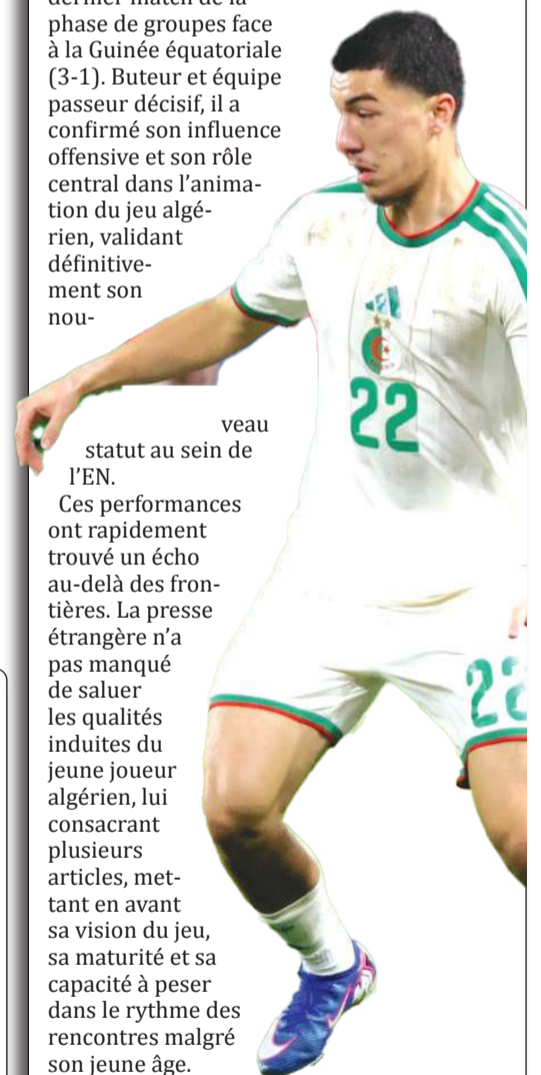 dernier match de la
phase de groupes face
à la Guinée équatoriale
(3-1). Buteur et équipe
passeur décisif, il a
confirmé son influence
offensive et son rôle
central dans l’anima-
tion du jeu algé-
rien, validant
définitive-
ment son
nou-
veau
statut au sein de
l’EN.
Ces performances
ont rapidement
trouvé un écho
au-delà des fron-
tières. La presse
étrangère n’a
pas manqué
de saluer
les qualités
induites du
jeune joueur
algérien, lui
consacrant
plusieurs
articles, met-
tant en avant
sa vision du jeu,
sa maturité et sa
capacité à peser
dans le rythme des
rencontres malgré
son jeune âge.
22
22